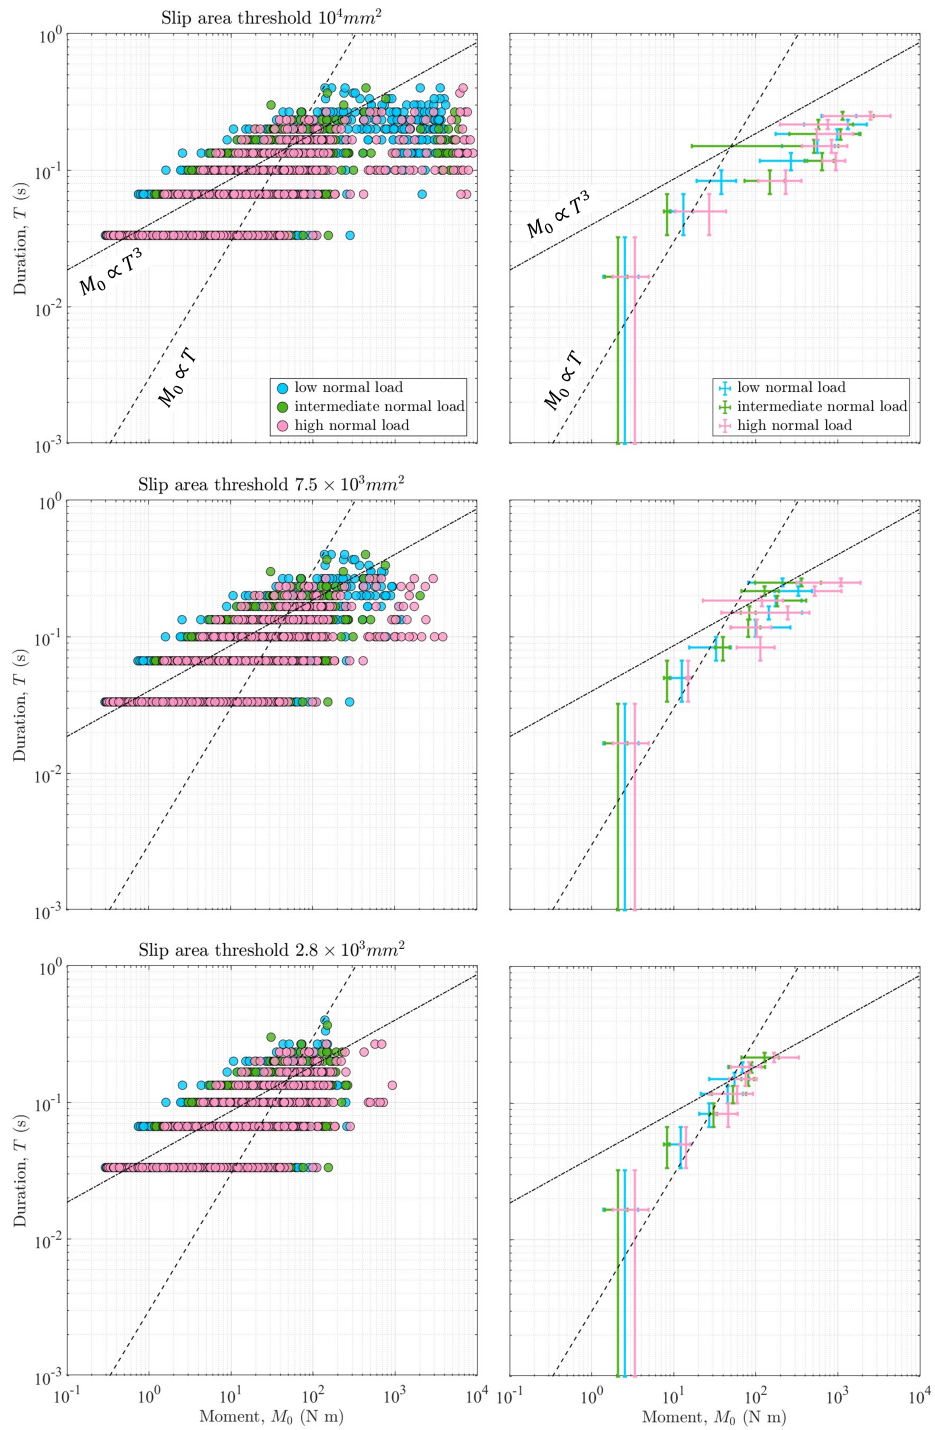 Slip area threshold 10^4 mm^2
10^0
10^-1
10^-2
10^-3
Duration, T (s)
M_0 ∝ T^3
M_0 ∝ T
low normal load
intermediate normal load
high normal load
M_0 ∝ T^3
M_0 ∝ T
low normal load
intermediate normal load
high normal load
Slip area threshold 7.5 × 10^3 mm^2
10^0
10^-1
10^-2
10^-3
Duration, T (s)
Slip area threshold 2.8 × 10^3 mm^2
10^0
10^-1
10^-2
10^-3
Duration, T (s)
10^-1 10^0 10^1 10^2 10^3 10^4
Moment, M_0 (N m)
10^-1 10^0 10^1 10^2 10^3 10^4
Moment, M_0 (N m)